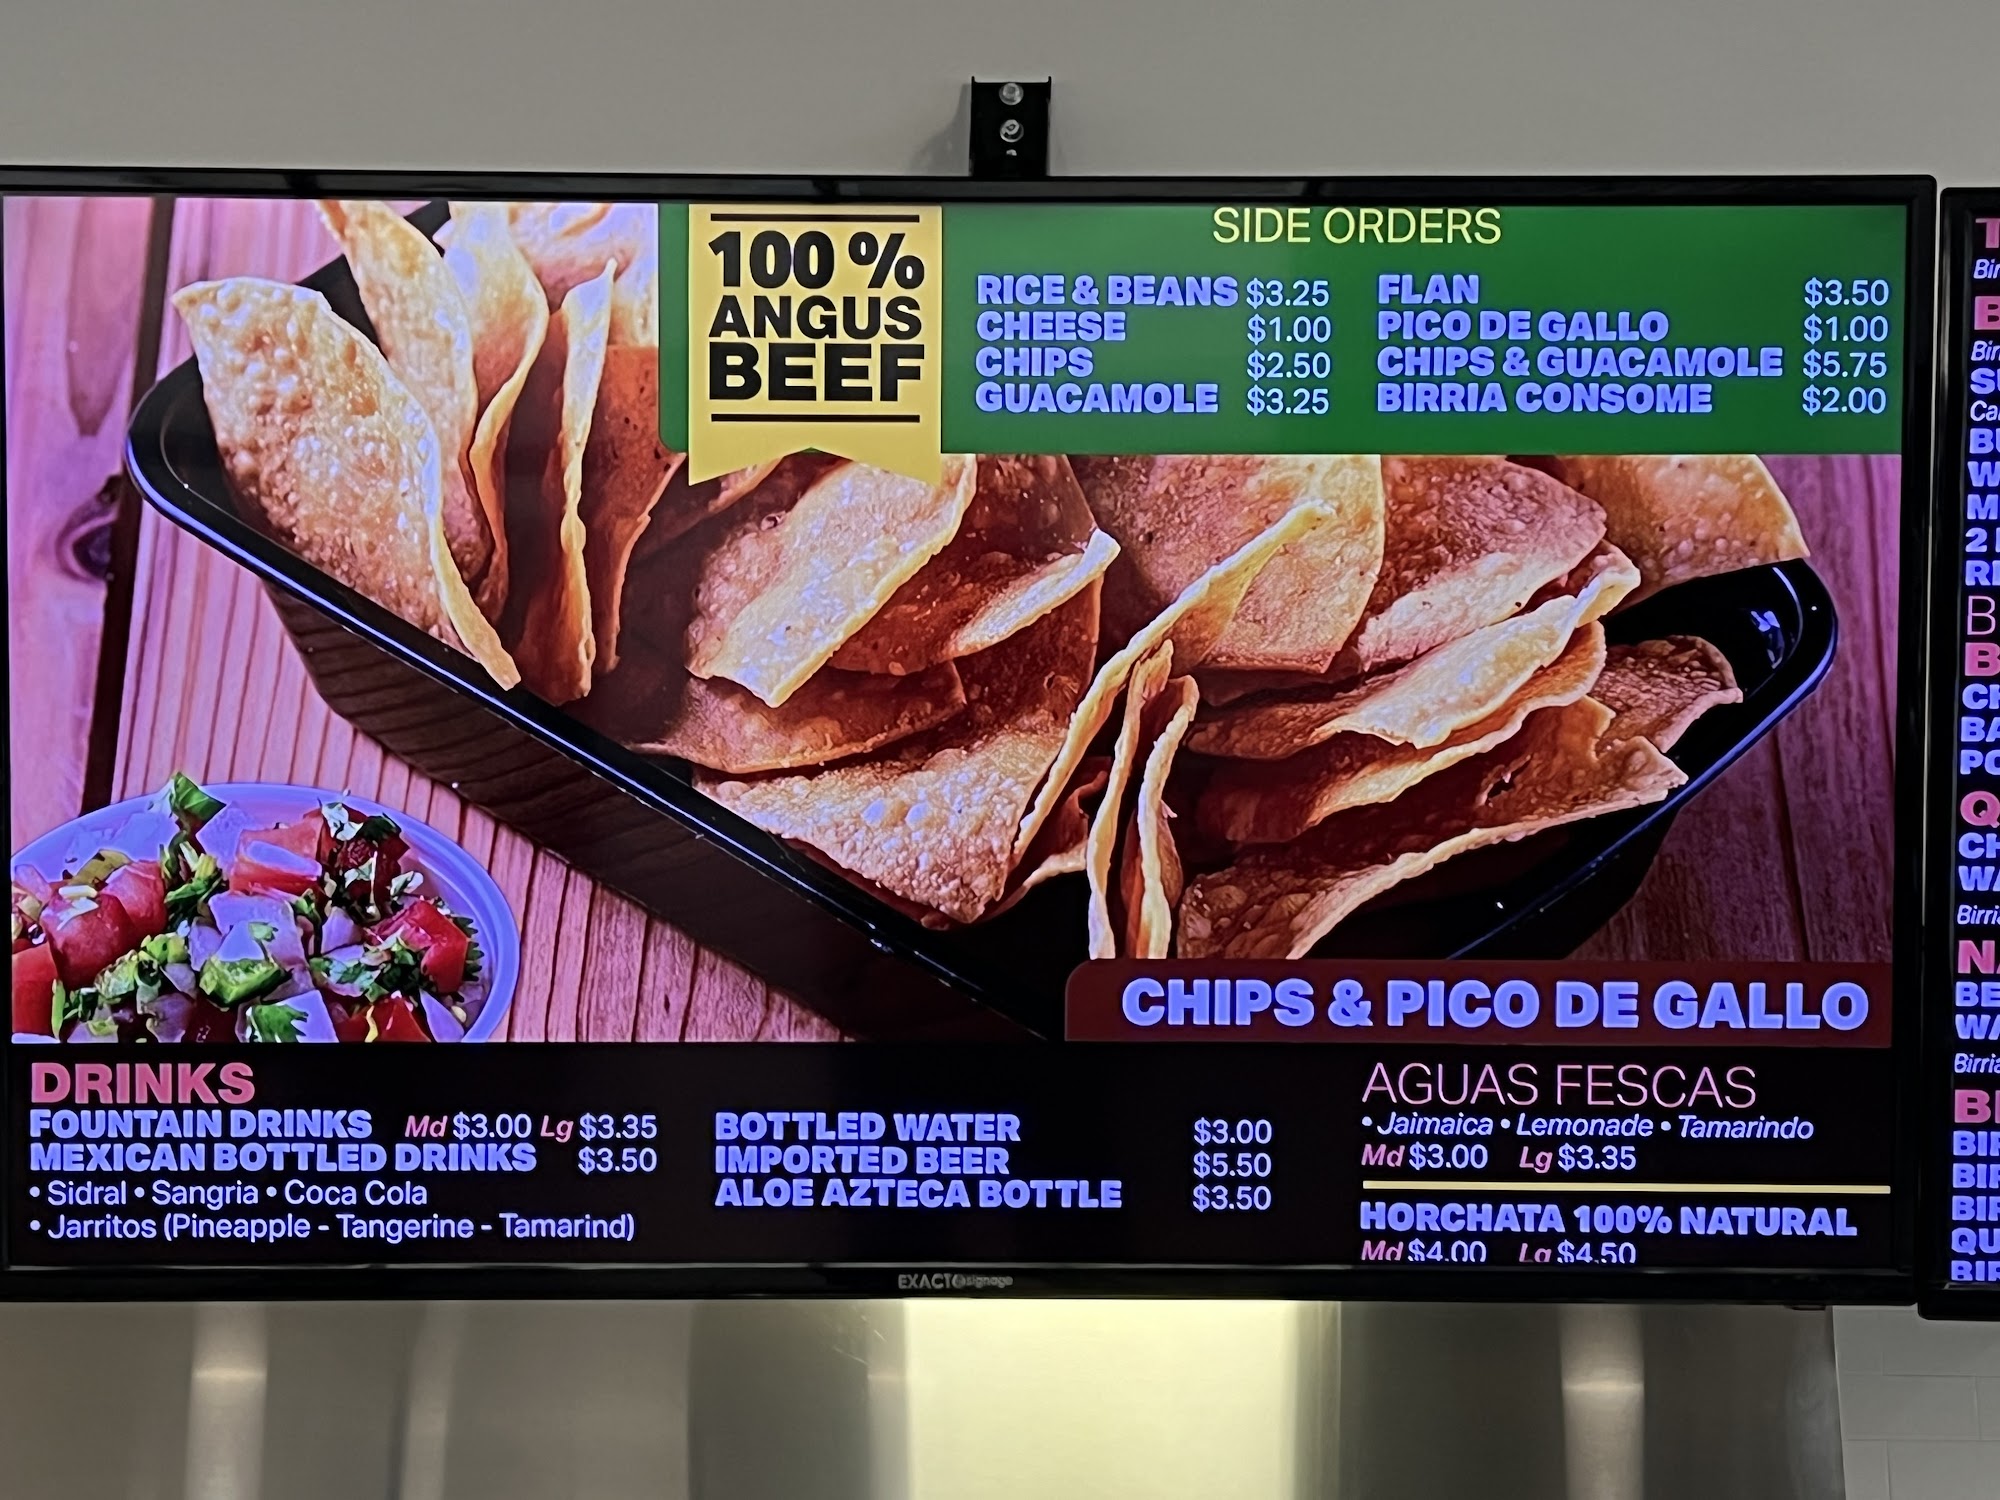 100 %
ANGUS
BEEF
SIDE ORDERS
RICE & BEANS $3.25
CHEESE $1.00
CHIPS $2.50
GUACAMOLE $3.25
FLAN $3.50
PICO DE GALLO $1.00
CHIPS & GUACAMOLE $5.75
BIRRIA CONSOME $2.00
CHIPS & PICO DE GALLO
DRINKS
FOUNTAIN DRINKS Md $3.00 Lg $3.35
MEXICAN BOTTLED DRINKS $3.50
• Sidral • Sangria • Coca Cola
• Jarritos (Pineapple - Tangerine - Tamarind)
BOTTLED WATER $3.00
IMPORTED BEER $5.50
ALOE AZTECA BOTTLE $3.50
AGUAS FESCAS
• Jaimaica • Lemonade • Tamarindo
Md $3.00 Lg $3.35
HORCHATA 100% NATURAL
Md $4.00 Lg $4.50
EXACT signage